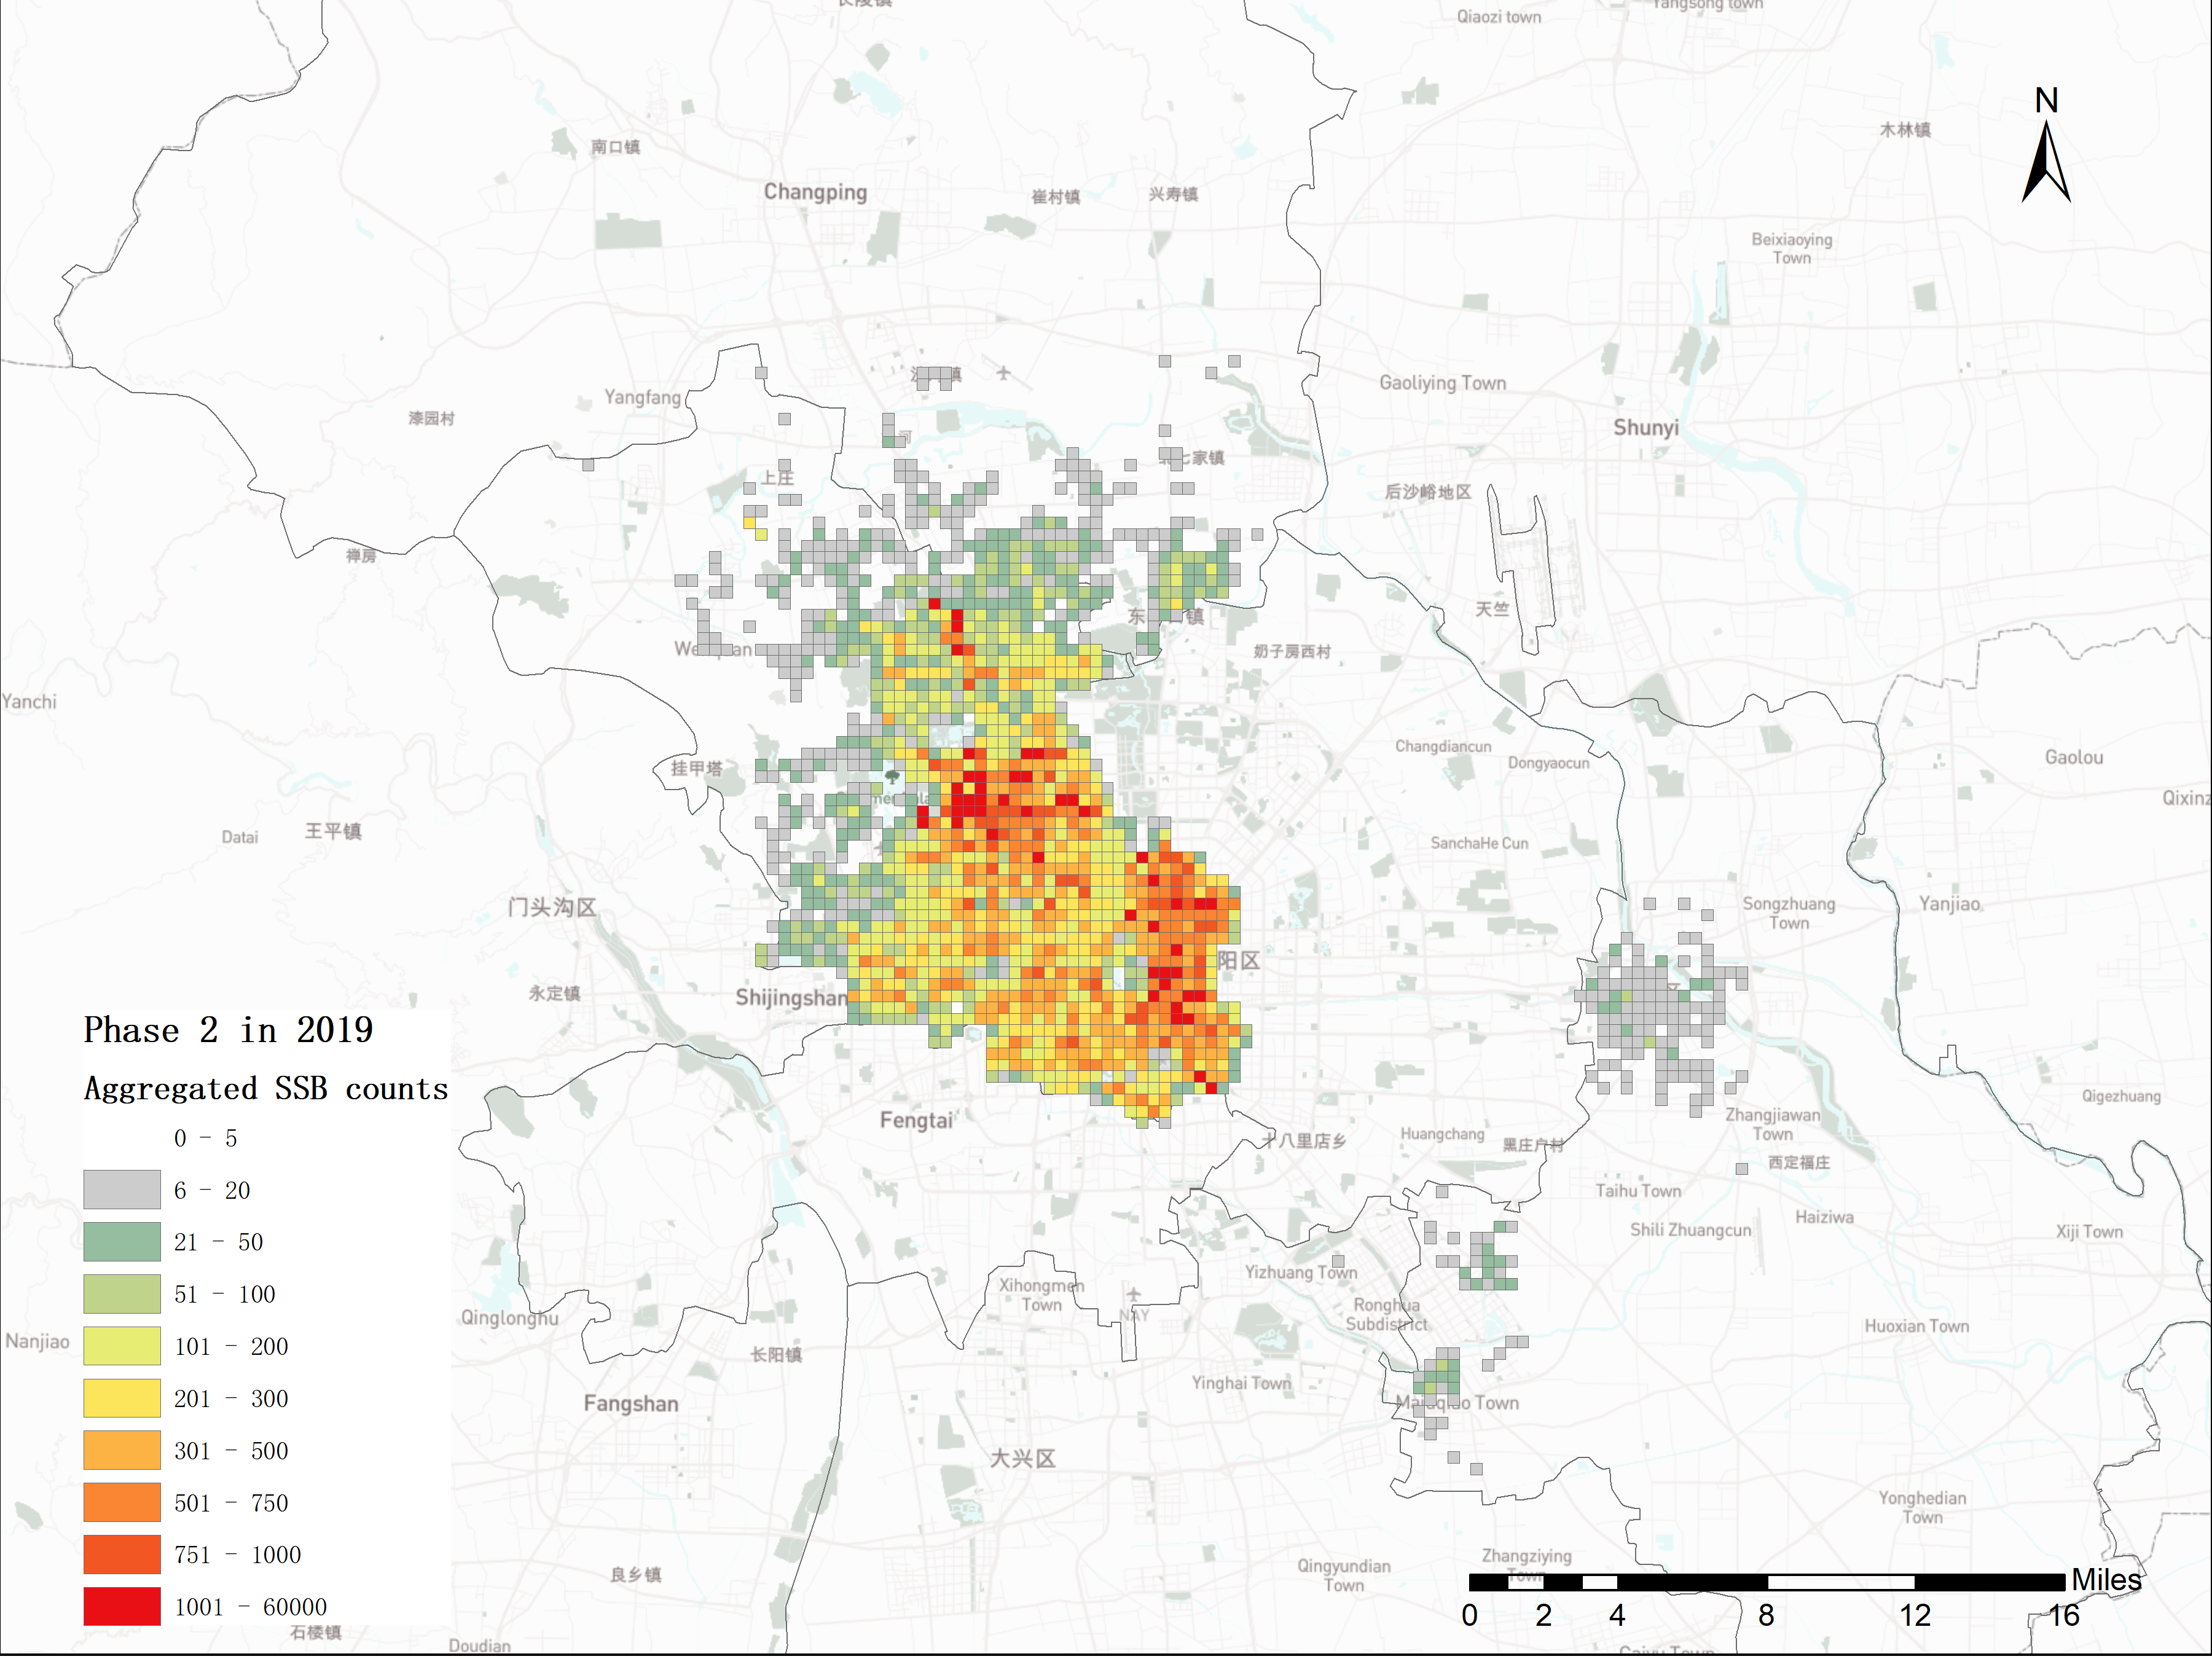 Qiaozi town
Yangsong town
N
木林镇
南口镇
Changping
崔村镇
兴寿镇
Beixiaoying
Town
Yangfang
Gaoliying Town
漆园村
Shunyi
河
七家镇
上庄
后沙峪地区
禅房
天竺
东
镇
奶子房西村
Yanchi
Changdiancun
Dongyaocun
Gaolou
挂甲塔
Qixinz
Datai
王平镇
SanchaHe Cun
门头沟区
Songzhuang
Town
Yanjiao
阳区
永定镇
Shijingshan
Phase 2 in 2019
Aggregated SSB counts
0 - 5
6 - 20
21 - 50
51 - 100
101 - 200
201 - 300
301 - 500
501 - 750
751 - 1000
1001 - 60000
Qigezhuang
Fengtai
Zhangjiawan
Town
十八里店乡
Huangchang
黑庄户村
西定福庄
Taihu Town
Haiziwa
Shili Zhuangcun
Xiji Town
Yizhuang Town
Xihongmen
Town
NAY
Ronghua
Subdistrict
Qinglonghu
Nanjiao
Huoxian Town
长阳镇
Yinghai Town
Fangshan
Majuqiao Town
大兴区
Yonghedian
Town
Zhangziying
Town
Qingyundian
Town
良乡镇
Miles
0 2 4 8 12 16
石楼镇
Doudian